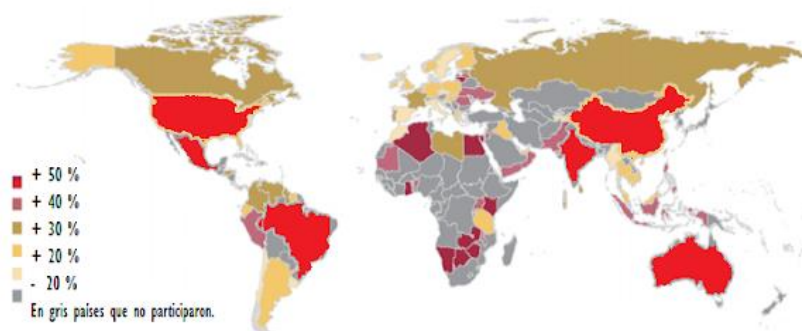 + 50 %
+ 40 %
+ 30 %
+ 20 %
- 20 %
En gris países que no participaron.